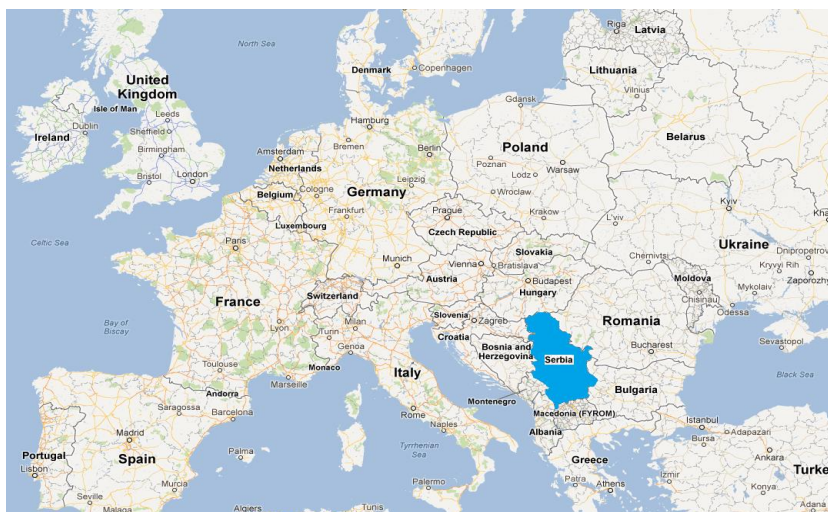 North Sea
Riga
Latvia
Denmark
Copenhagen
Lithuania
Vilnius
United
Kingdom
Isle of Man
Leeds
Ireland
Dublin
Sheffield
Birmingham
Bristol
London
Gdansk
Hamburg
Bremen
Amsterdam
Netherlands
Berlin
Poland
Poznan
Warsaw
Lodz
Wroclaw
Belarus
Belgium
Cologne
Leipzig
Germany
Frankfurt
Luxembourg
Prague
Czech Republic
Krakow
L'viv
Kyiv
Kha
Celtic Sea
Paris
Munich
Vienna
Slovakia
Bratislava
Ukraine
Chernivtsi
Dnipropetrov
Kryvyi Rih
Zaporozhy
France
Switzerland
Austria
Budapest
Hungary
Moldova
Chisinau
Mykolaiv
Odessa
Bay of
Biscay
Lyon
Turin
Milan
Genoa
Slovenia
Zagreb
Croatia
Romania
Bosnia and
Herzegovina
Serbia
Bucharest
Sevastopol
Toulouse
Marseille
Monaco
Italy
Black Sea
Andorra
Montenegro
Bulgaria
Saragossa
Barcelona
Rome
Naples
Macedonia (FYROM)
Albania
Istanbul
Adapazari
Bursa
Portugal
Lisbon
Madrid
Spain
Palma
Tyrrhenian
Sea
Greece
Ankara
Turke
Seville
Murcia
Malaga
Algiers
Palermo
Tunis
Patra
Athens
Izmir
Konya
Adana